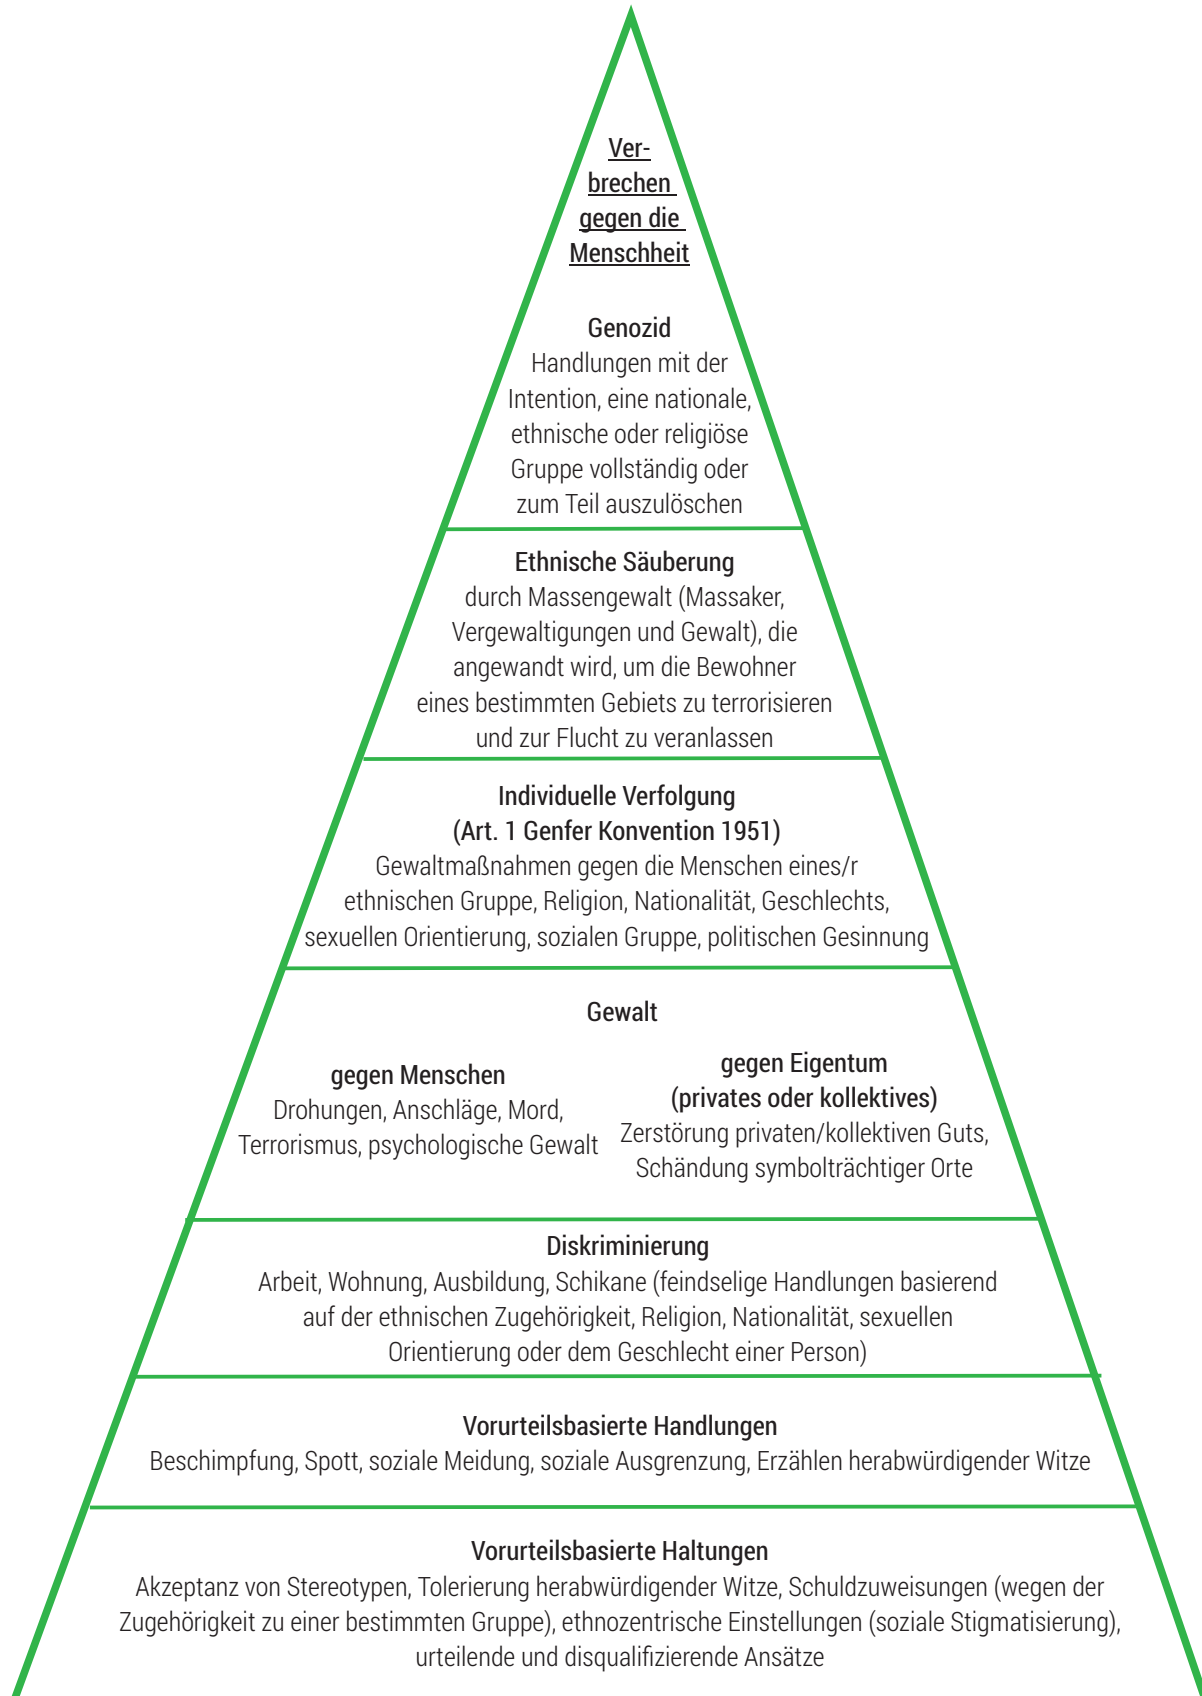 Ver-
brechen
gegen die
Menschheit
Genozid
Handlungen mit der
Intention, eine nationale,
ethnische oder religiöse
Gruppe vollständig oder
zum Teil auszulöschen
Ethnische Säuberung
durch Massengewalt (Massaker,
Vergewaltigungen und Gewalt), die
angewandt wird, um die Bewohner
eines bestimmten Gebiets zu terrorisieren
und zur Flucht zu veranlassen
Individuelle Verfolgung
(Art. 1 Genfer Konvention 1951)
Gewaltmaßnahmen gegen die Menschen eines/r
ethnischen Gruppe, Religion, Nationalität, Geschlechts,
sexuellen Orientierung, sozialen Gruppe, politischen Gesinnung
Gewalt
gegen Menschen
Drohungen, Anschläge, Mord,
Terrorismus, psychologische Gewalt
gegen Eigentum
(privates oder kollektives)
Zerstörung privaten/kollektiven Guts,
Schändung symbolträchtiger Orte
Diskriminierung
Arbeit, Wohnung, Ausbildung, Schikane (feindselige Handlungen basierend
auf der ethnischen Zugehörigkeit, Religion, Nationalität, sexuellen
Orientierung oder dem Geschlecht einer Person)
Vorurteilsbasierte Handlungen
Beschimpfung, Spott, soziale Meidung, soziale Ausgrenzung, Erzählen herabwürdigender Witze
Vorurteilsbasierte Haltungen
Akzeptanz von Stereotypen, Tolerierung herabwürdigender Witze, Schuldzuweisungen (wegen der
Zugehörigkeit zu einer bestimmten Gruppe), ethnozentrische Einstellungen (soziale Stigmatisierung),
urteilende und disqualifizierende Ansätze